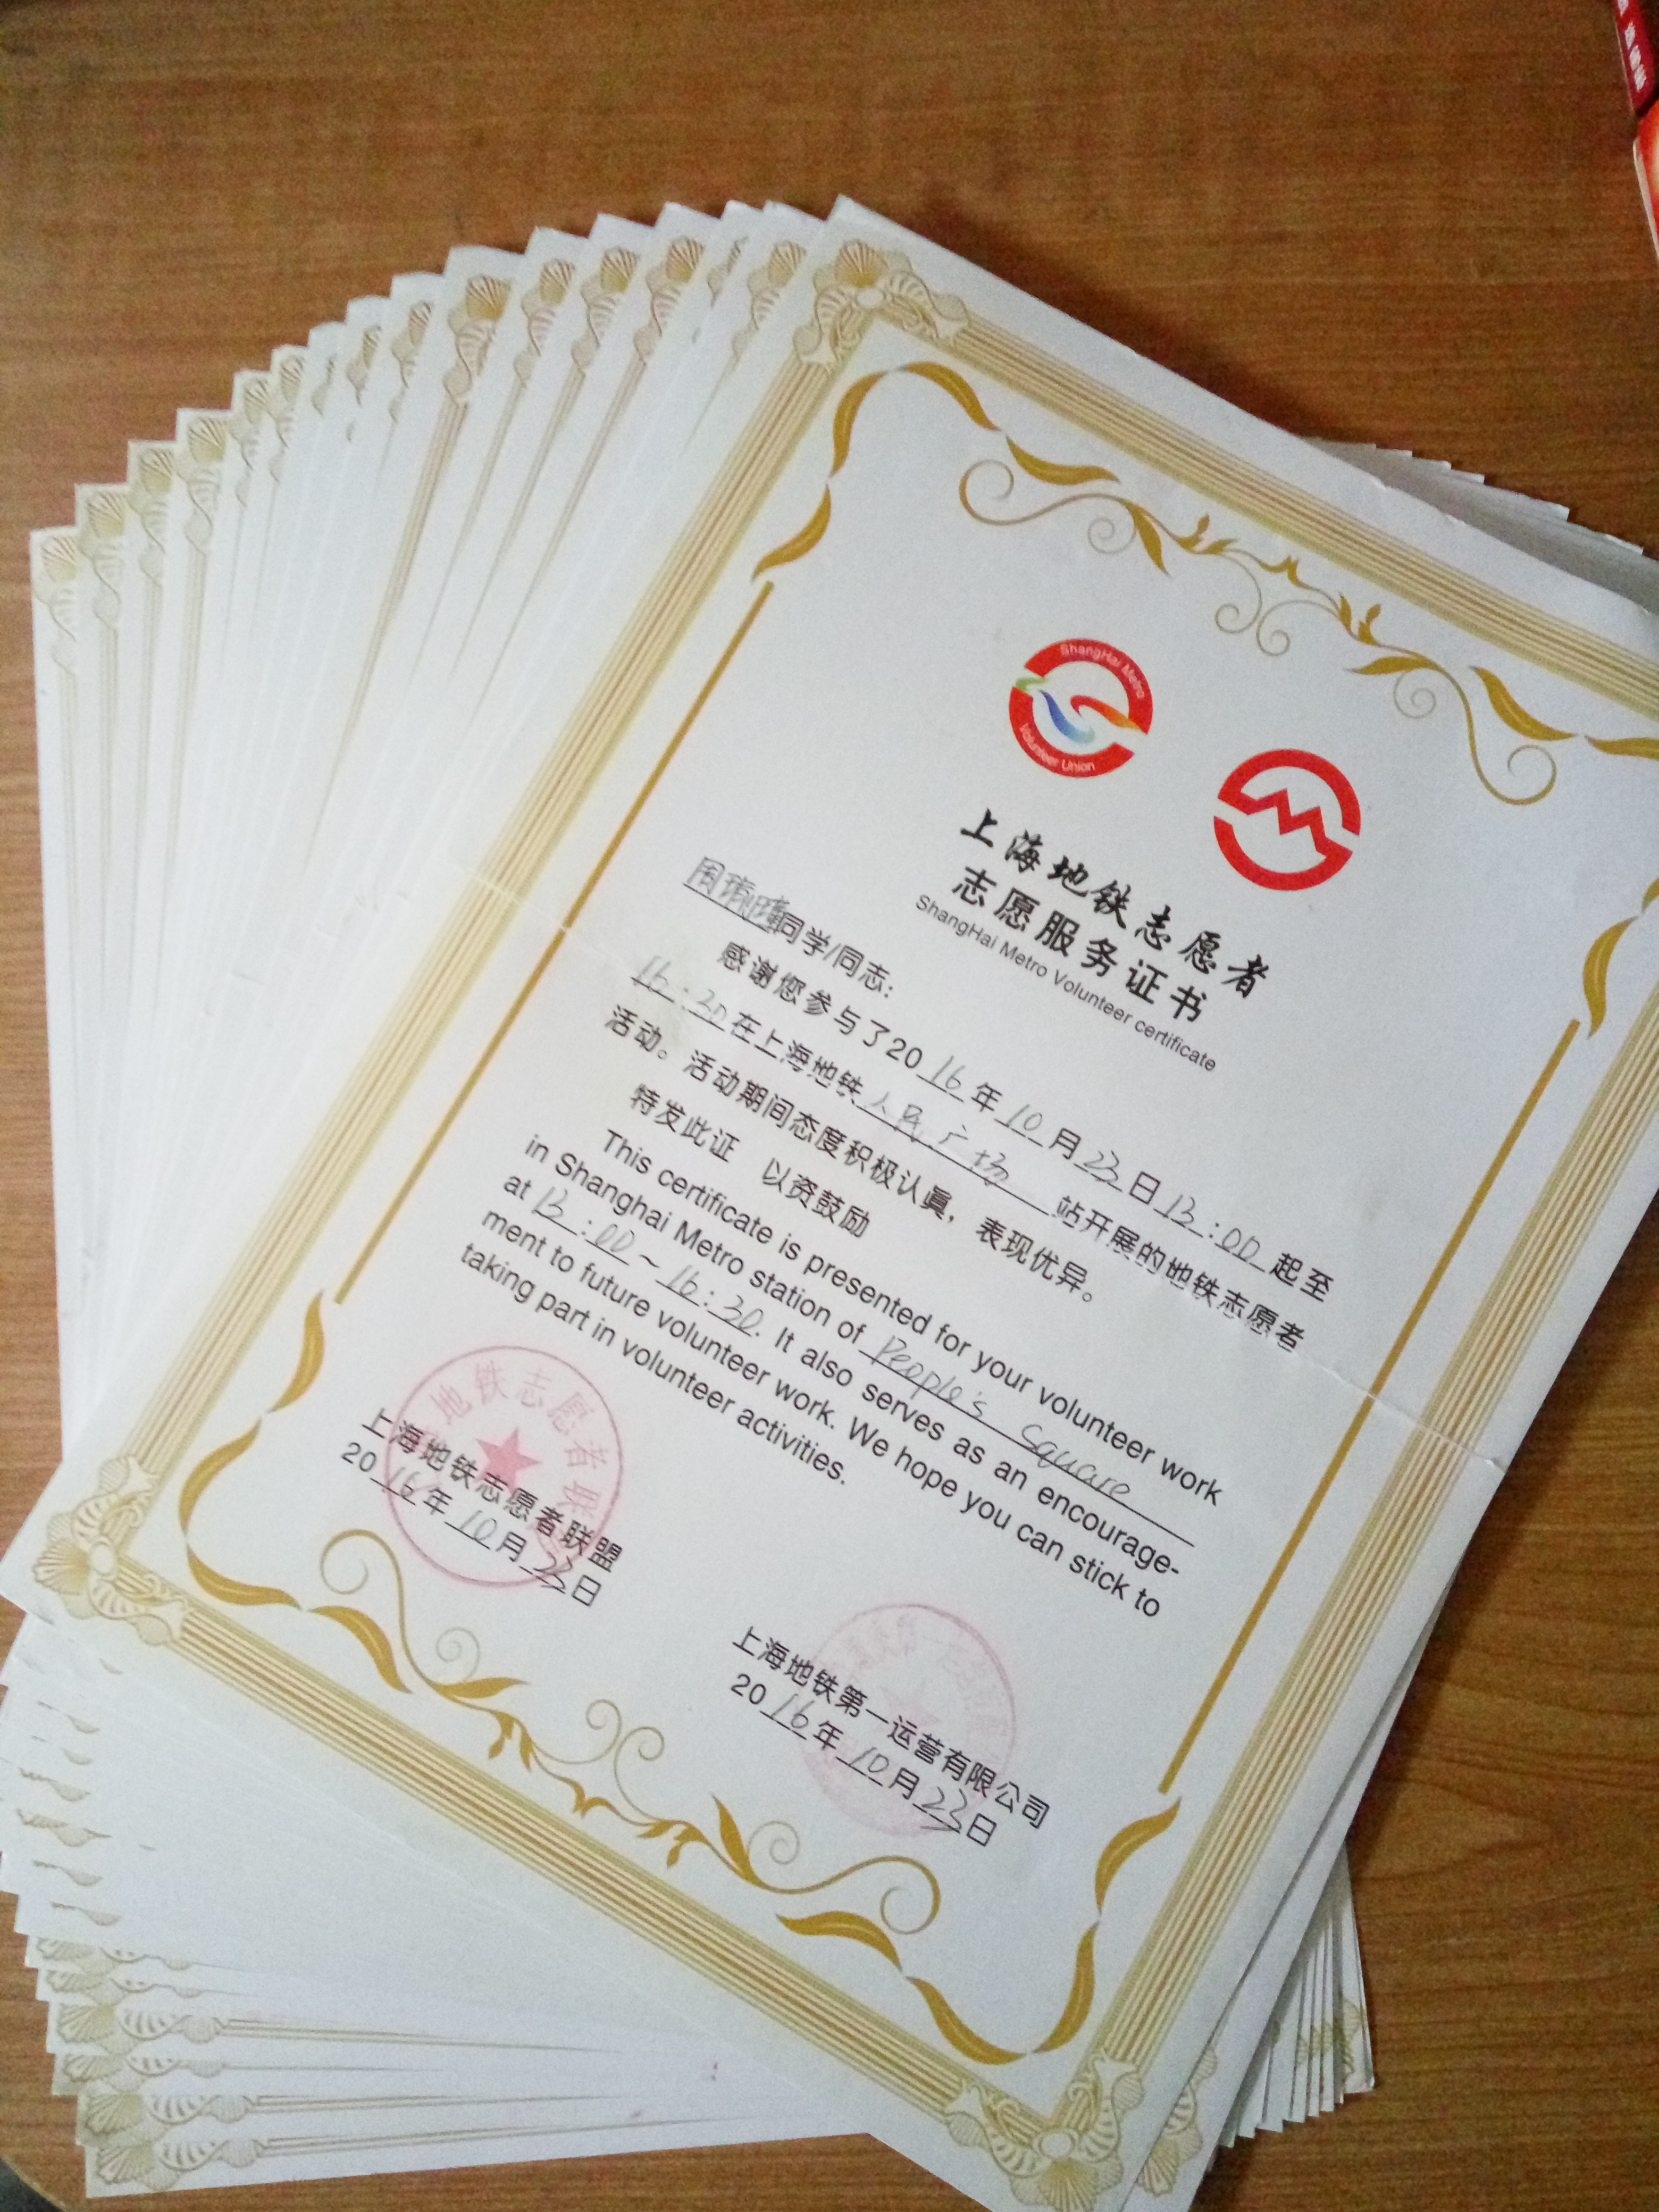 ShangHai Metro
Volunteer Union
上海地铁志愿者
志愿服务证书
ShangHai Metro Volunteer certificate
周 同学/同志:
感谢您参与了2016年10月23日13:00起至
16:30在上海地铁人民广场站开展的地铁志愿者
活动。活动期间态度积极认真，表现优异。
特发此证 以资鼓励
This certificate is presented for your volunteer work
in Shanghai Metro station of People's Square
at 13:00~16:30. It also serves as an encourage-
ment to future volunteer work. We hope you can stick to
taking part in volunteer activities.
地铁志愿者联
上海地铁志愿者联盟
2016年10月23日
上海地铁第一运营有限公司
2016年10月23日